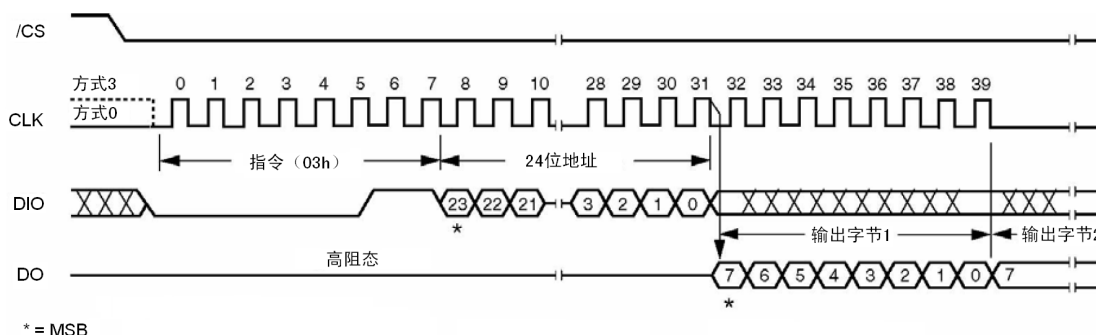 /CS
方式3
方式0
CLK
0 1 2 3 4 5 6 7 8 9 10 28 29 30 31 32 33 34 35 36 37 38 39
指令（03h）
24位地址
DIO
23 22 21 3 2 1 0
*
输出字节1
输出字节2
高阻态
DO
7 6 5 4 3 2 1 0 7
*
* = MSB